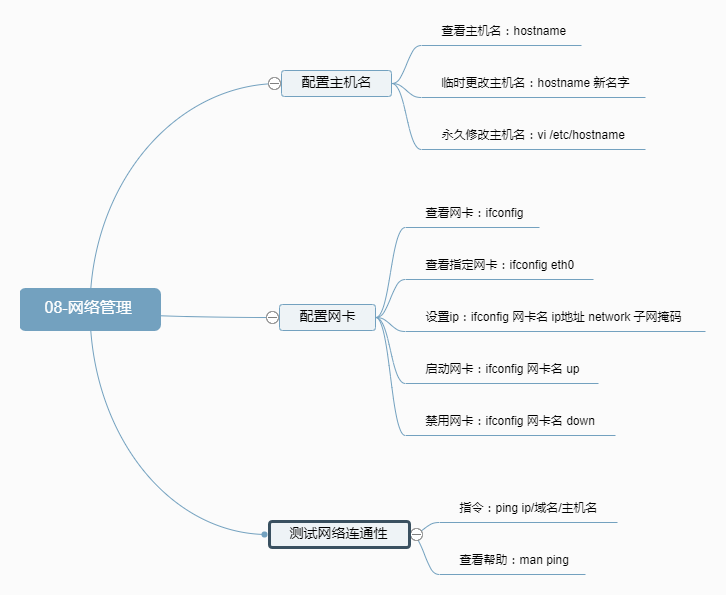 08-网络管理
配置主机名
查看主机名：hostname
临时更改主机名：hostname 新名字
永久修改主机名：vi /etc/hostname
配置网卡
查看网卡：ifconfig
查看指定网卡：ifconfig eth0
设置ip：ifconfig 网卡名 ip地址 network 子网掩码
启动网卡：ifconfig 网卡名 up
禁用网卡：ifconfig 网卡名 down
测试网络连通性
指令：ping ip/域名/主机名
查看帮助：man ping